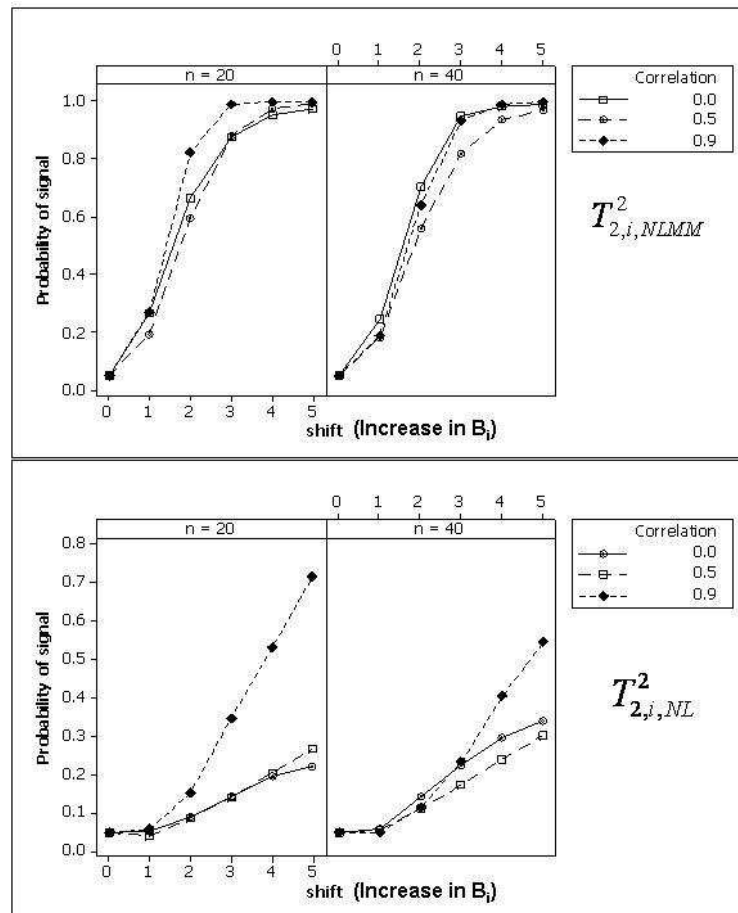 0 1 2 3 4 5
n = 20 n = 40
Correlation
0.0
0.5
0.9
1.0
0.8
0.6
0.4
0.2
0.0
Probability of signal
T²2,i,NLMM
0 1 2 3 4 5
shift (Increase in Bi)
0 1 2 3 4 5
n = 20 n = 40
Correlation
0.0
0.5
0.9
0.8
0.7
0.6
0.5
0.4
0.3
0.2
0.1
0.0
Probability of signal
T²2,i,NL
0 1 2 3 4 5
shift (Increase in Bi)